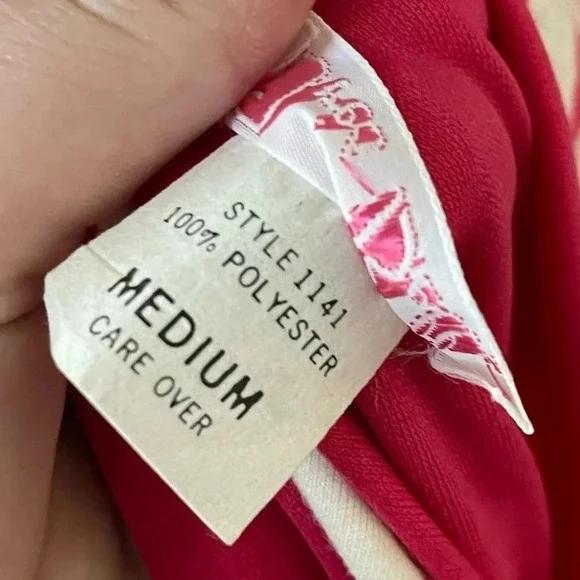 STYLE 1141
100% POLYESTER
MEDIUM
CARE OVER